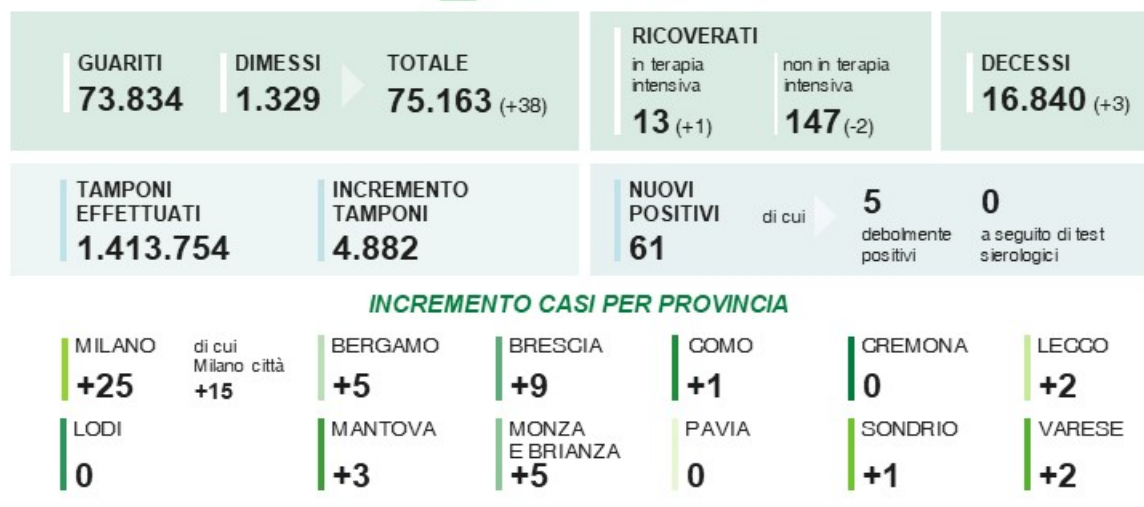 GUARITI
73.834
DIMESSI
1.329
TOTALE
75.163 (+38)
RICOVERATI
in terapia
intensiva
13 (+1)
non in terapia
intensiva
147 (-2)
DECESSI
16.840 (+3)
TAMPONI
EFFETTUATI
1.413.754
INCREMENTO
TAMPONI
4.882
NUOVI
POSITIVI
61
di cui
5
debolmente
positivi
0
a seguito di test
sierologici
INCREMENTO CASI PER PROVINCIA
MILANO
+25
di cui
Milano città
+15
BERGAMO
+5
BRESCIA
+9
COMO
+1
CREMONA
0
LECCO
+2
LODI
0
MANTOVA
+3
MONZA
E BRIANZA
+5
PAVIA
0
SONDRIO
+1
VARESE
+2